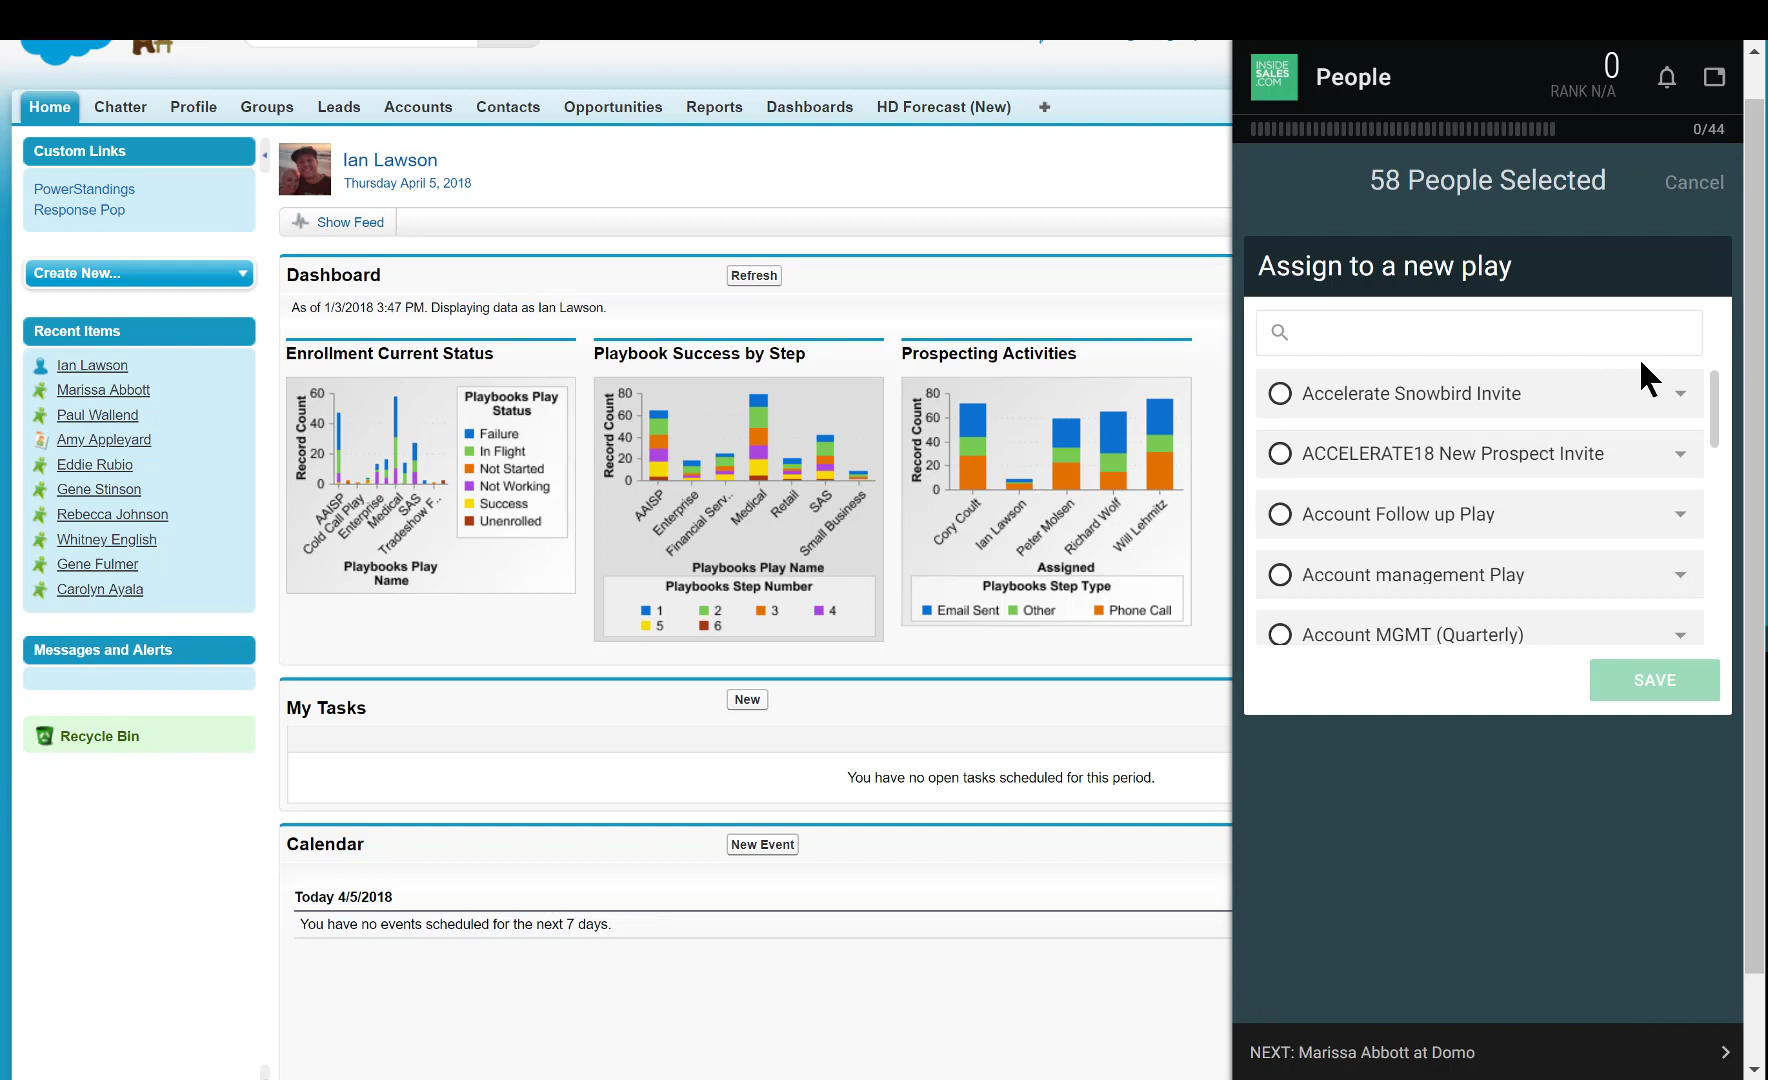 Home Chatter Profile Groups Leads Accounts Contacts Opportunities Reports Dashboards HD Forecast (New) +
Custom Links
PowerStandings
Response Pop
Create New...
Recent Items
Ian Lawson
Marissa Abbott
Paul Wallend
Amy Appleyard
Eddie Rubio
Gene Stinson
Rebecca Johnson
Whitney English
Gene Fulmer
Carolyn Ayala
Messages and Alerts
Recycle Bin
Ian Lawson
Thursday April 5, 2018
Show Feed
Dashboard
Refresh
As of 1/3/2018 3:47 PM. Displaying data as Ian Lawson.
Enrollment Current Status
Record Count
60
40
20
0
AAISP
Cold Call Play
Enterprise
Medical
SAS
Tradeshow F...
Playbooks Play
Name
Playbooks Play
Status
Failure
In Flight
Not Started
Not Working
Success
Unenrolled
Playbook Success by Step
Record Count
80
60
40
20
0
AAISP
Enterprise
Financial Serv...
Medical
Retail
SAS
Small Business
Playbooks Play Name
Playbooks Step Number
1 2 3 4
5 6
Prospecting Activities
Record Count
80
60
40
20
0
Cory Coult
Ian Lawson
Peter Molsen
Richard Wolf
Will Lehmitz
Assigned
Playbooks Step Type
Email Sent Other Phone Call
My Tasks
New
You have no open tasks scheduled for this period.
Calendar
New Event
Today 4/5/2018
You have no events scheduled for the next 7 days.
INSIDE
SALES
.COM
People
0
RANK N/A
0/44
58 People Selected
Cancel
Assign to a new play
Accelerate Snowbird Invite
ACCELERATE18 New Prospect Invite
Account Follow up Play
Account management Play
Account MGMT (Quarterly)
SAVE
NEXT: Marissa Abbott at Domo